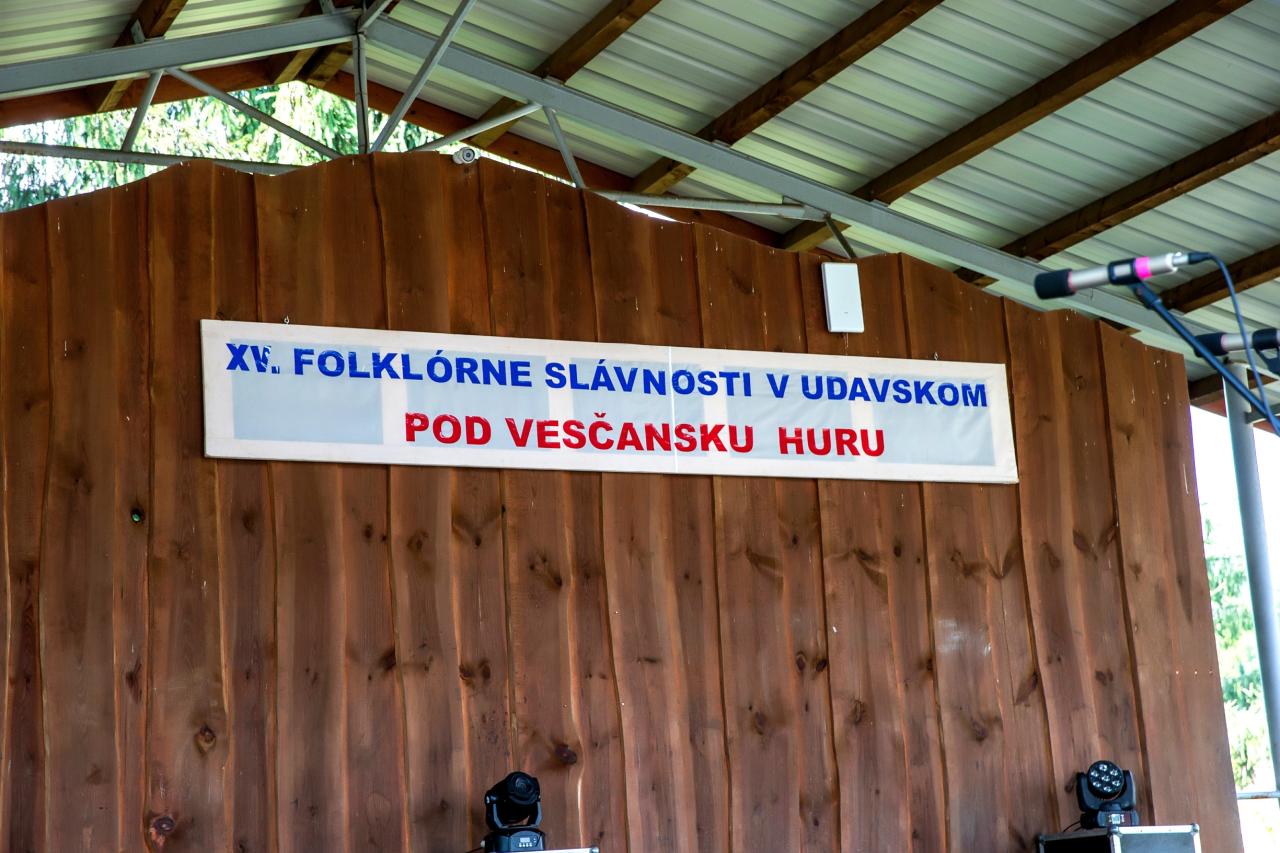 XV. FOLKLÓRNE SLÁVNOSTI V UDAVSKOM
POD VESČANSKU HURU